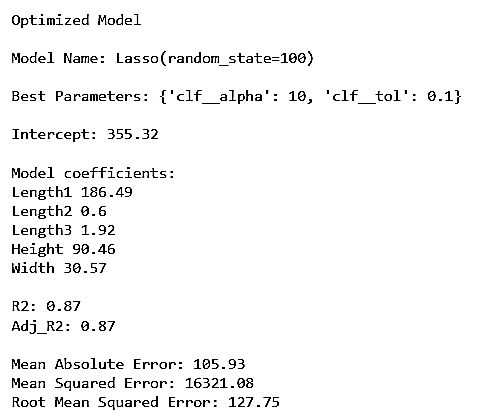 Optimized Model
Model Name: Lasso(random_state=100)
Best Parameters: {'clf__alpha': 10, 'clf__tol': 0.1}
Intercept: 355.32
Model coefficients:
Length1 186.49
Length2 0.6
Length3 1.92
Height 90.46
Width 30.57
R2: 0.87
Adj_R2: 0.87
Mean Absolute Error: 105.93
Mean Squared Error: 16321.08
Root Mean Squared Error: 127.75